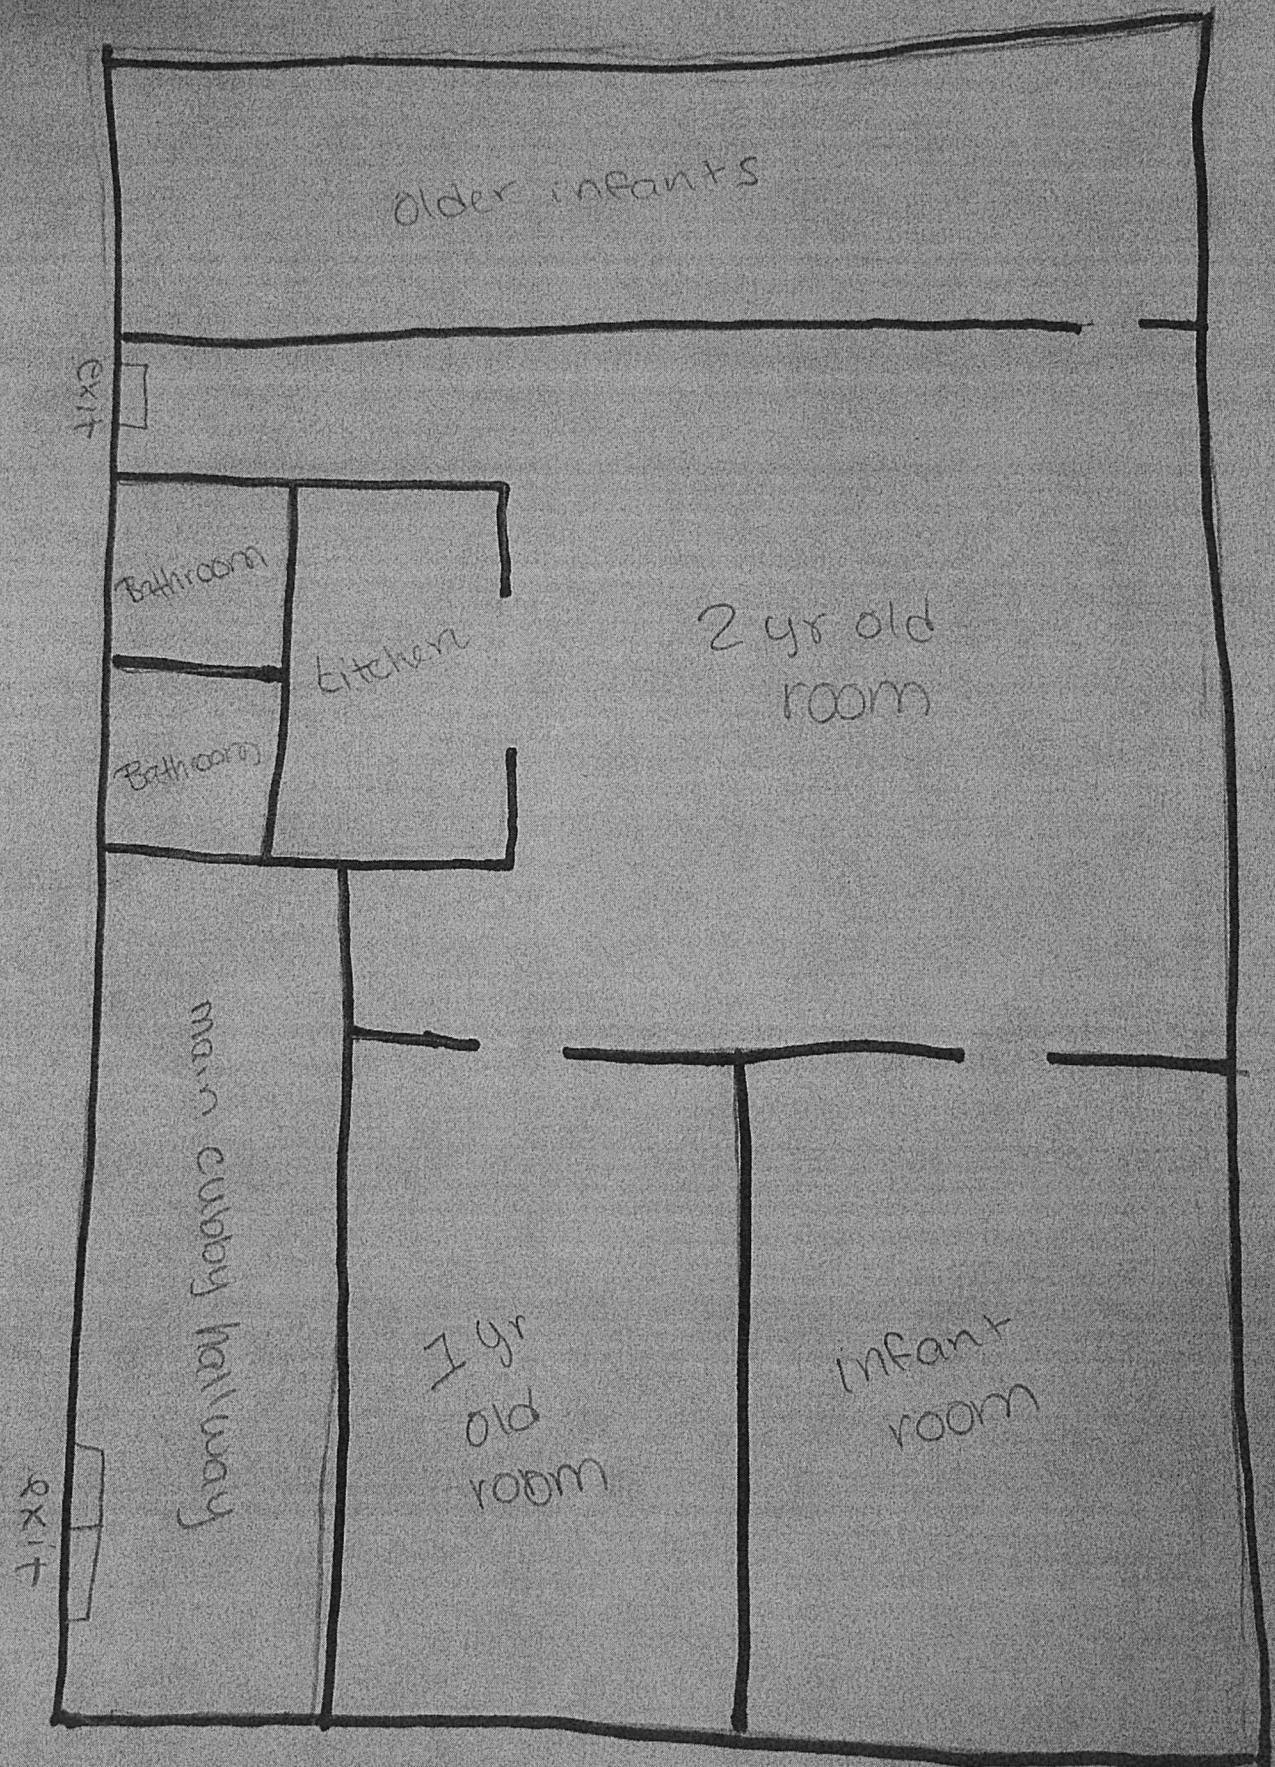 older infants
exit
Bathroom
kitchen
2 yr old
room
Bathroom
main cubby hallway
1 yr
old
room
infant
room
exit